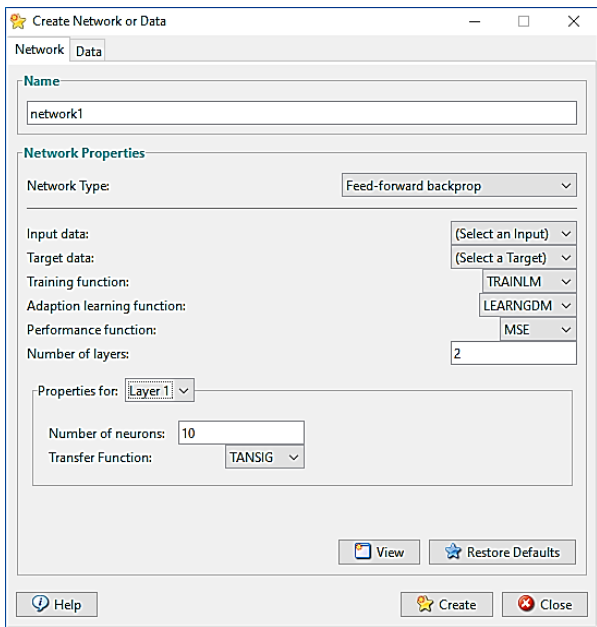 Create Network or Data
Network Data
Name
network1
Network Properties
Network Type: Feed-forward backprop
Input data: (Select an Input)
Target data: (Select a Target)
Training function: TRAINLM
Adaption learning function: LEARNGDM
Performance function: MSE
Number of layers: 2
Properties for: Layer 1
Number of neurons: 10
Transfer Function: TANSIG
View Restore Defaults
Help Create Close